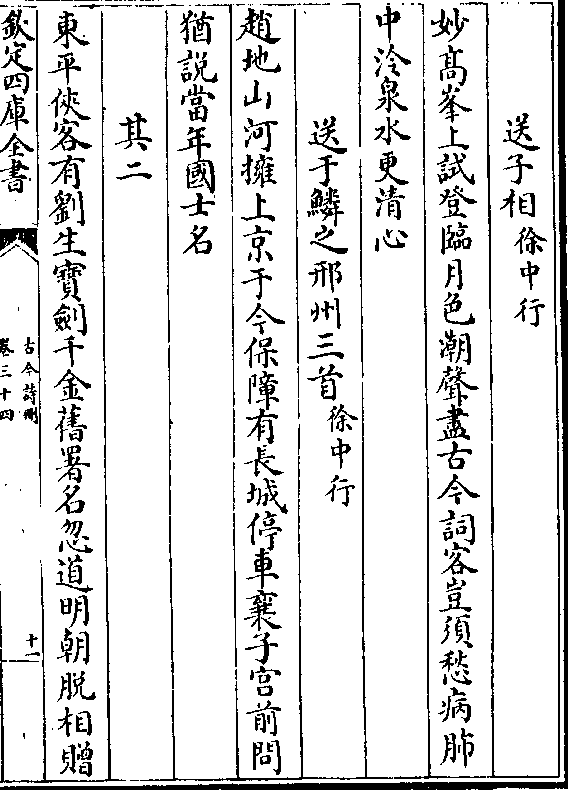 送子相徐中行
妙髙峯上試登臨月色潮聲盡古今詞客豈須愁病肺
中泠泉水更清心
送于鱗之邢州三首徐中行
趙地山河擁上京于今保障有長城停車襄子宫前問
猶説當年國士名
其二
東平俠客有劉生寶劍千金舊署名忽道明朝脱相贈
欽定四庫全書
古今詩刪
卷三十四
十一